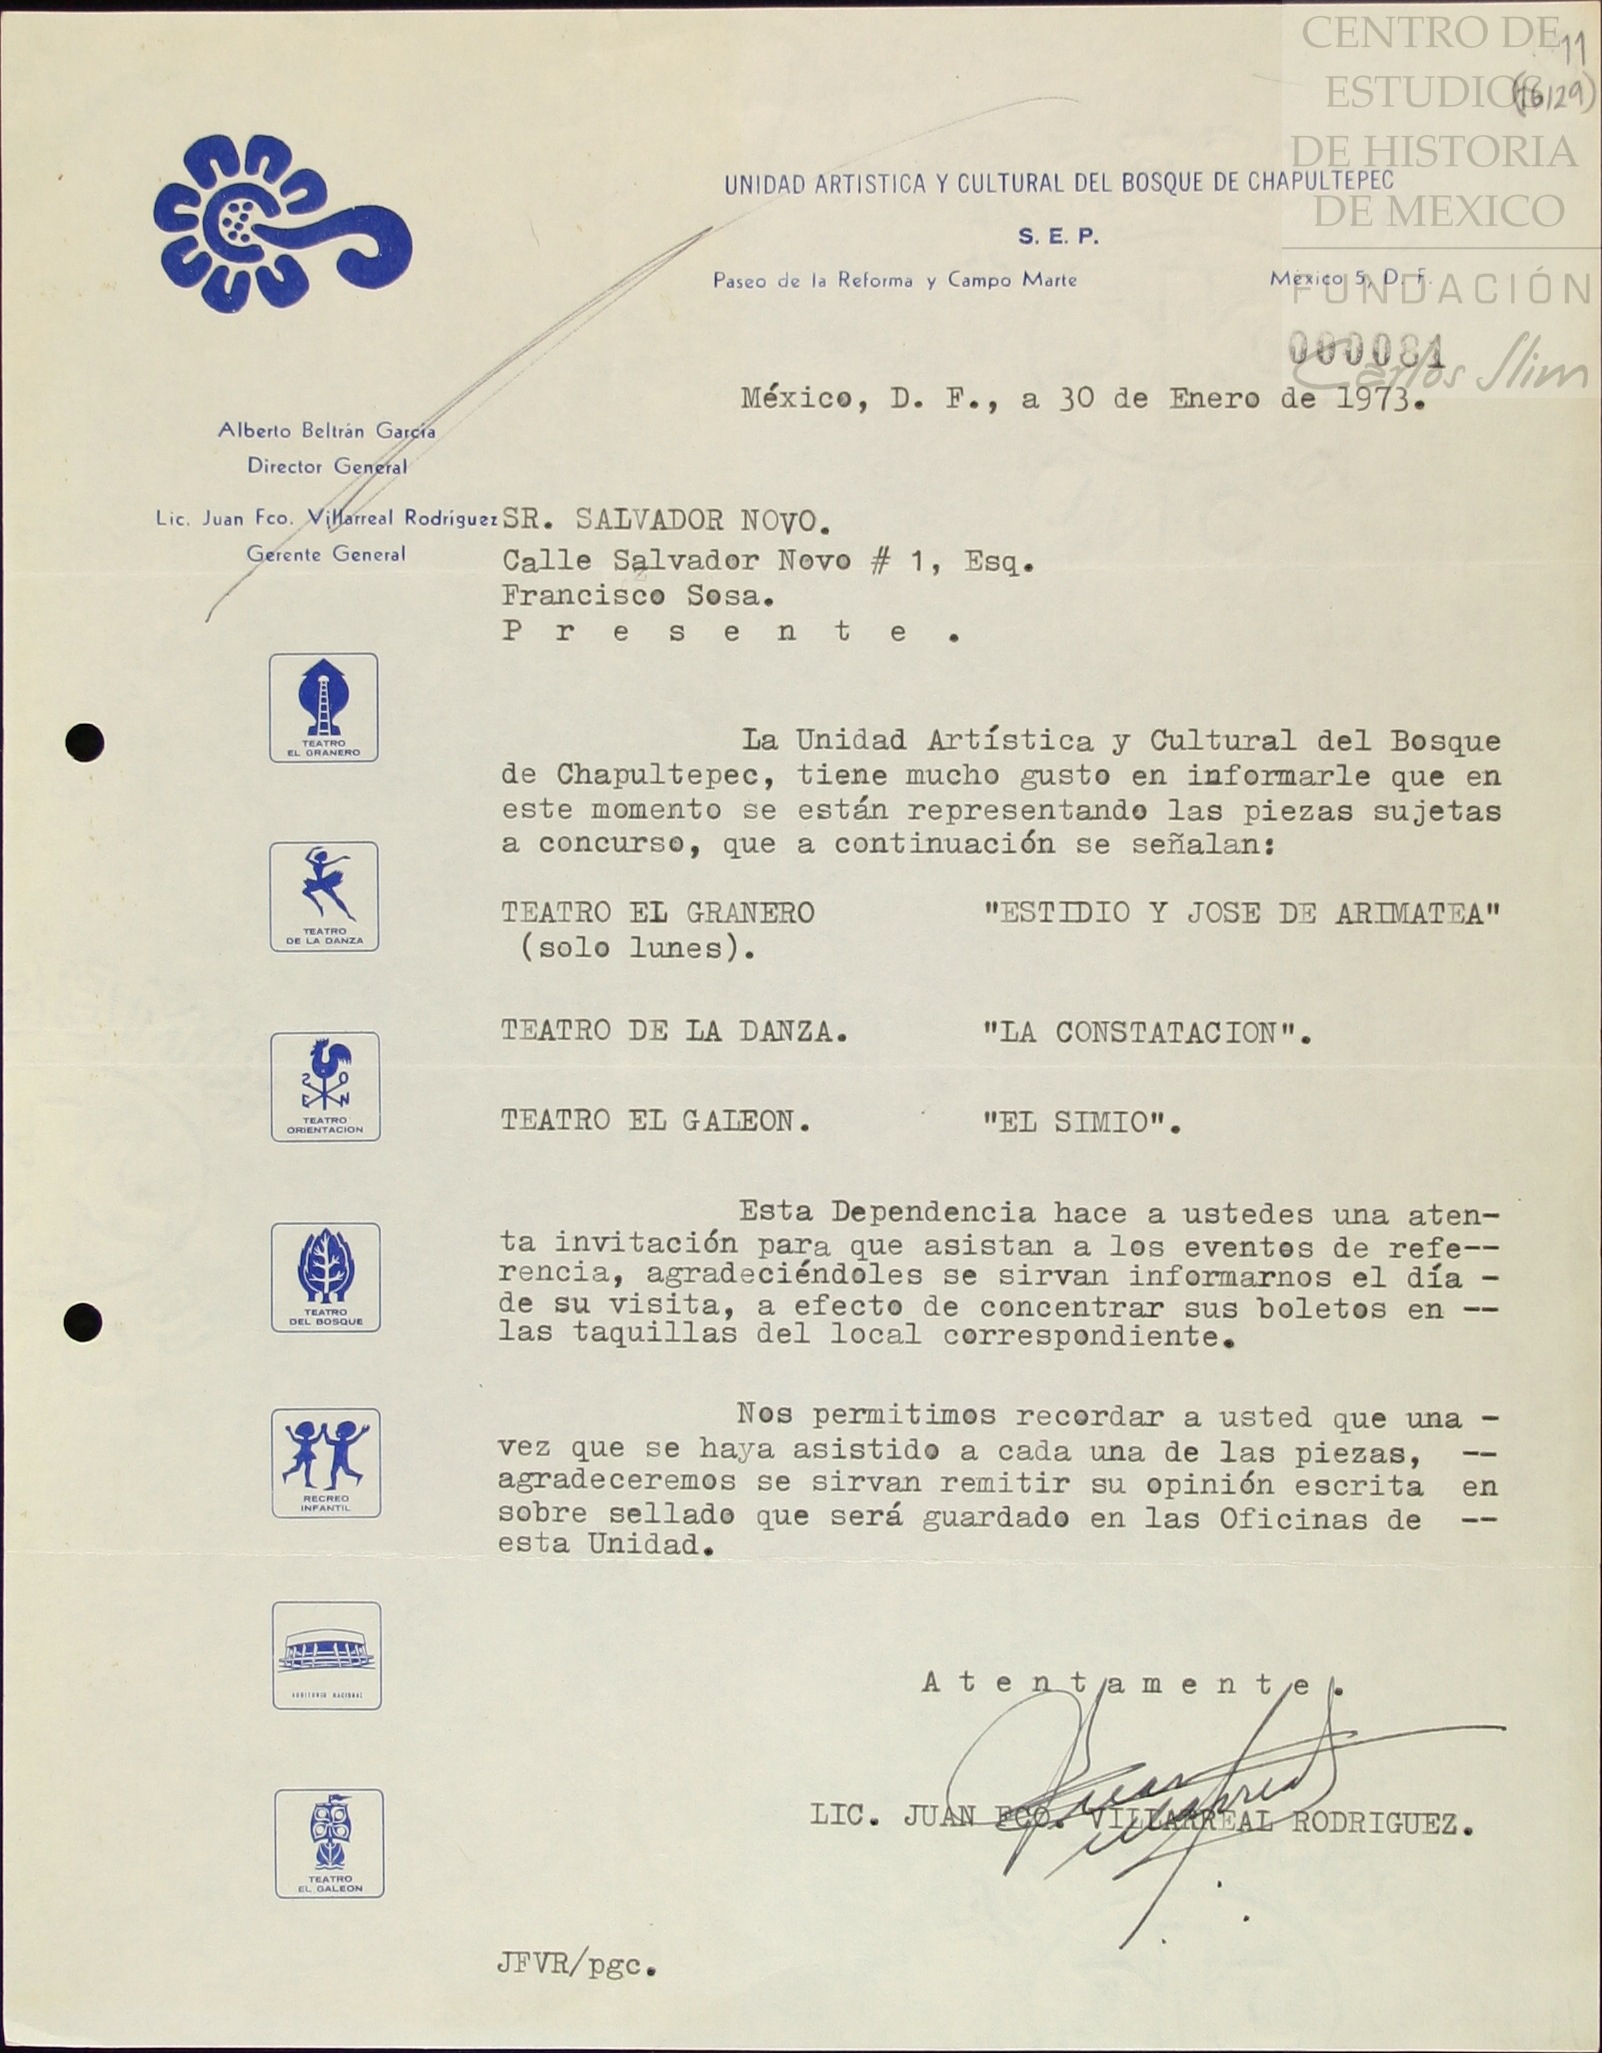 CENTRO DE
ESTUDIOS
DE HISTORIA
DE MEXICO
FUNDACIÓN
Carlos Slim
11
(16/29)
UNIDAD ARTISTICA Y CULTURAL DEL BOSQUE DE CHAPULTEPEC
S. E. P.
Paseo de la Reforma y Campo Marte México 5, D. F.
000081
México, D. F., a 30 de Enero de 1973.
Alberto Beltrán García
Director General
Lic. Juan Fco. Villarreal Rodríguez
Gerente General
SR. SALVADOR NOVO.
Calle Salvador Novo # 1, Esq.
Francisco Sosa.
P r e s e n t e .
La Unidad Artística y Cultural del Bosque
de Chapultepec, tiene mucho gusto en informarle que en
este momento se están representando las piezas sujetas
a concurso, que a continuación se señalan:
TEATRO EL GRANERO "ESTIDIO Y JOSE DE ARIMATEA"
(solo lunes).
TEATRO DE LA DANZA. "LA CONSTATACION".
TEATRO EL GALEON. "EL SIMIO".
Esta Dependencia hace a ustedes una aten-
ta invitación para que asistan a los eventos de refe--
rencia, agradeciéndoles se sirvan informarnos el día -
de su visita, a efecto de concentrar sus boletos en --
las taquillas del local correspondiente.
Nos permitimos recordar a usted que una -
vez que se haya asistido a cada una de las piezas, --
agradeceremos se sirvan remitir su opinión escrita en
sobre sellado que será guardado en las Oficinas de --
esta Unidad.
A t e n t a m e n t e .
LIC. JUAN FCO. VILLARREAL RODRIGUEZ.
JFVR/pgc.
TEATRO
EL GRANERO
TEATRO
DE LA DANZA
S O
E N
TEATRO
ORIENTACION
TEATRO
DEL BOSQUE
RECREO
INFANTIL
AUDITORIO NACIONAL
TEATRO
EL GALEON